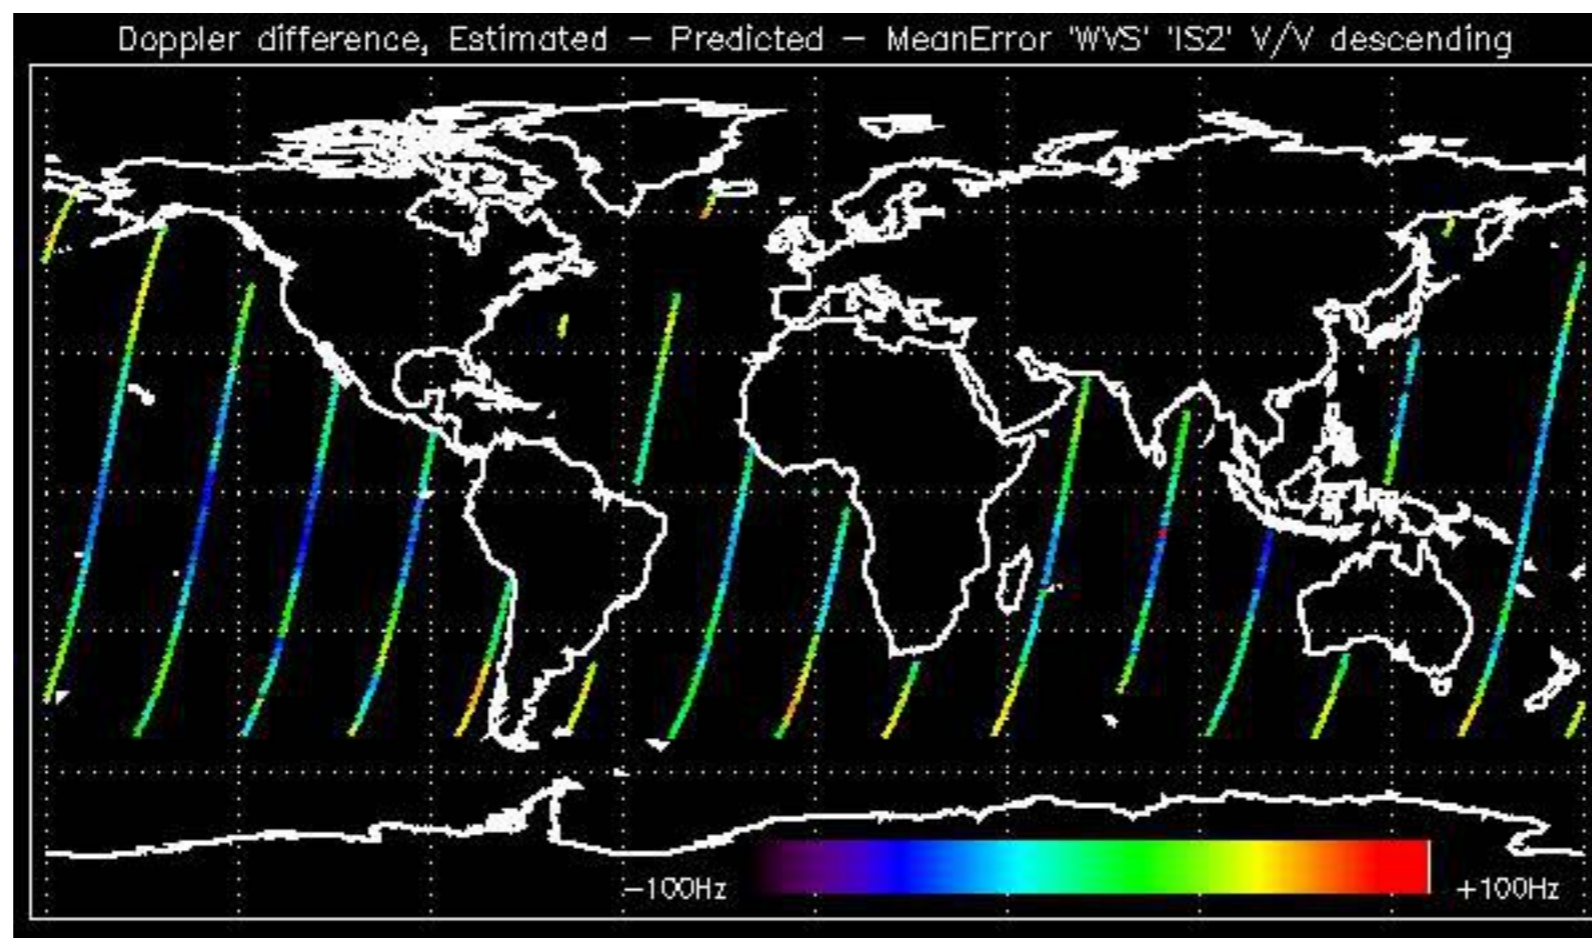 Doppler difference, Estimated - Predicted - MeanError 'WVS' 'IS2' V/V descending
-100Hz +100Hz